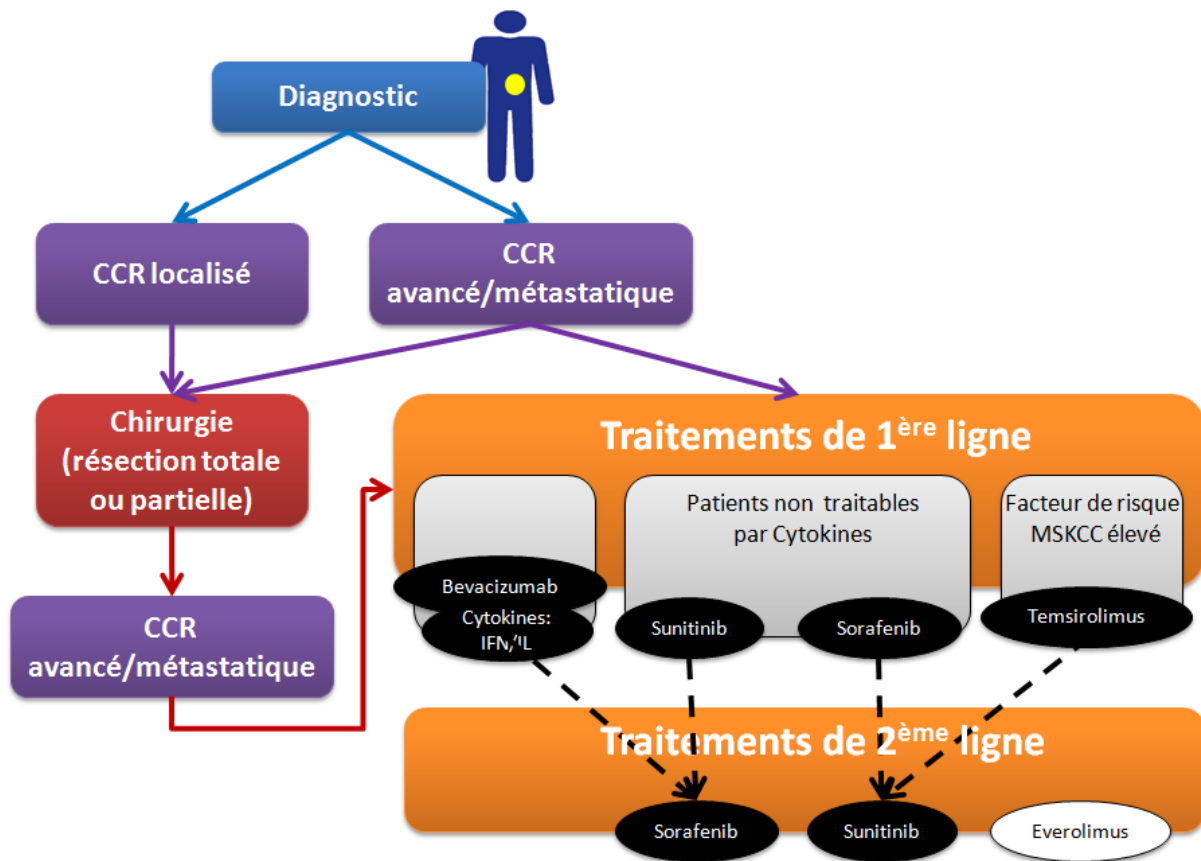 Diagnostic
CCR localisé
CCR
avancé/métastatique
Chirurgie
(résection totale
ou partielle)
CCR
avancé/métastatique
Traitements de 1ère ligne
Patients non traitables
par Cytokines
Facteur de risque
MSKCC élevé
Bevacizumab
Cytokines:
IFN,'IL
Sunitinib
Sorafenib
Temsirolimus
Traitements de 2ème ligne
Sorafenib
Sunitinib
Everolimus